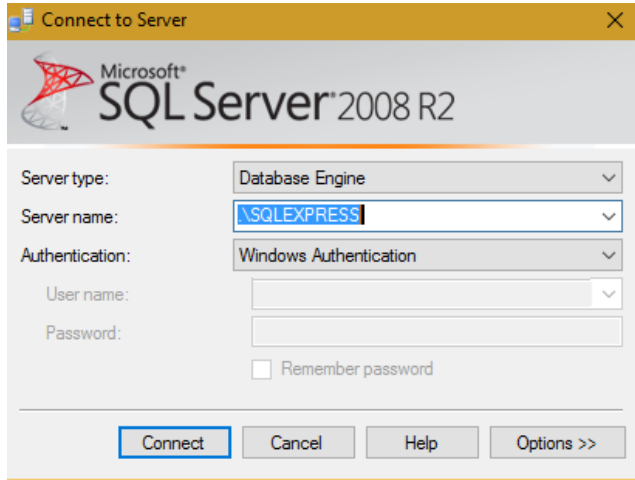 Connect to Server
Microsoft®
SQL Server® 2008 R2
Server type: Database Engine
Server name: .\SQLEXPRESS
Authentication: Windows Authentication
User name:
Password:
Remember password
Connect Cancel Help Options >>